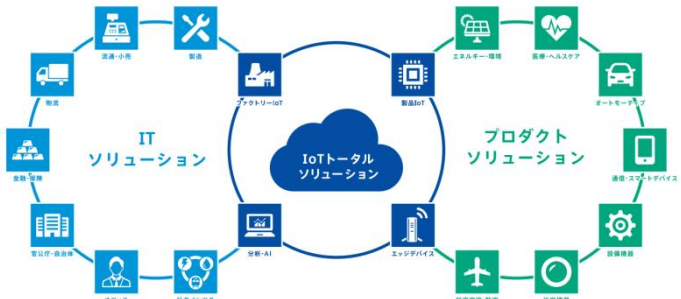 流通・小売
製造
エネルギー・環境
医療・ヘルスケア
物流
ファクトリーIoT
製品IoT
オートモーティブ
IT
ソリューション
IoTトータル
ソリューション
プロダクト
ソリューション
金融・保険
通信・スマートデバイス
官公庁・自治体
分析・AI
エッジデバイス
設備機器